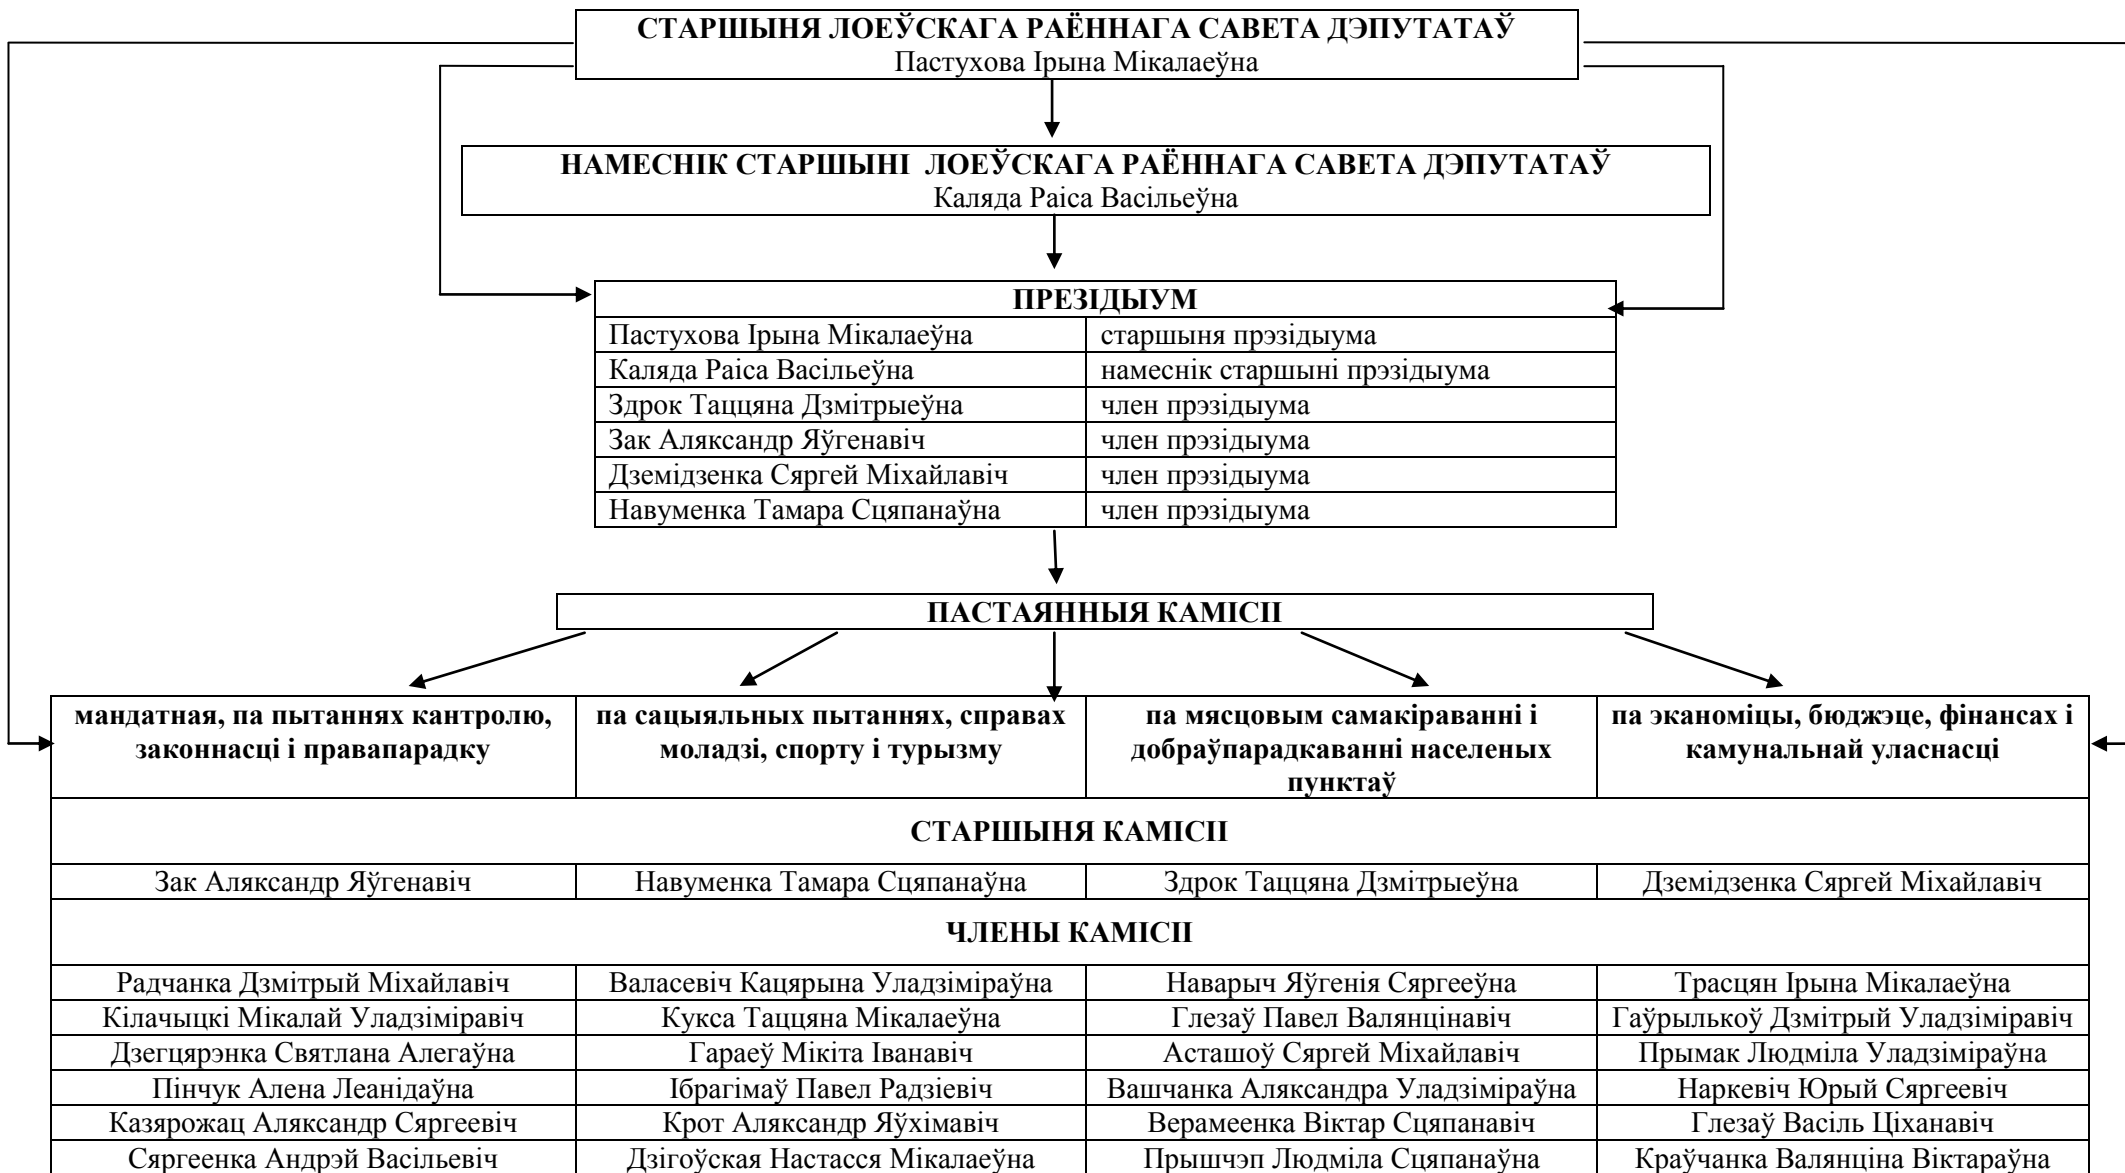 СТАРШЫНЯ ЛОЕЎСКАГА РАЁННАГА САВЕТА ДЭПУТАТАЎ
Пастухова Ірына Мікалаеўна
НАМЕСНІК СТАРШЫНІ ЛОЕЎСКАГА РАЁННАГА САВЕТА ДЭПУТАТАЎ
Каляда Раіса Васільеўна
ПРЕЗІДЫУМ
Пастухова Ірына Мікалаеўна старшыня прэзідыума
Каляда Раіса Васільеўна намеснік старшыні прэзідыума
Здрок Таццяна Дзмітрыеўна член прэзідыума
Зак Аляксандр Яўгенавіч член прэзідыума
Дземідзенка Сяргей Міхайлавіч член прэзідыума
Навуменка Тамара Сцяпанаўна член прэзідыума
ПАСТАЯННЫЯ КАМІСІІ
мандатная, па пытаннях кантролю,
законнасці і правапарадку
па сацыяльных пытаннях, справах
моладзі, спорту і турызму
па мясцовым самакіраванні і
добраўпарадкаванні населеных
пунктаў
па эканоміцы, бюджэце, фінансах і
камунальнай уласнасці
СТАРШЫНЯ КАМІСІІ
Зак Аляксандр Яўгенавіч Навуменка Тамара Сцяпанаўна Здрок Таццяна Дзмітрыеўна Дземідзенка Сяргей Міхайлавіч
ЧЛЕНЫ КАМІСІІ
Радчанка Дзмітрый Міхайлавіч Валасевіч Кацярына Уладзіміраўна Наварыч Яўгенія Сяргееўна Трасцян Ірына Мікалаеўна
Кілачыцкі Мікалай Уладзіміравіч Кукса Таццяна Мікалаеўна Глезаў Павел Валянцінавіч Гаўрылькоў Дзмітрый Уладзіміравіч
Дзегцярэнка Святлана Алегаўна Гараеў Мікіта Іванавіч Асташоў Сяргей Міхайлавіч Прымак Людміла Уладзіміраўна
Пінчук Алена Леанідаўна Ібрагімаў Павел Радзіевіч Вашчанка Аляксандра Уладзіміраўна Наркевіч Юрый Сяргеевіч
Казярожац Аляксандр Сяргеевіч Крот Аляксандр Яўхімавіч Верамеенка Віктар Сцяпанавіч Глезаў Васіль Ціханавіч
Сяргеенка Андрэй Васільевіч Дзігоўская Настасся Мікалаеўна Прышчэп Людміла Сцяпанаўна Краўчанка Валянціна Віктараўна